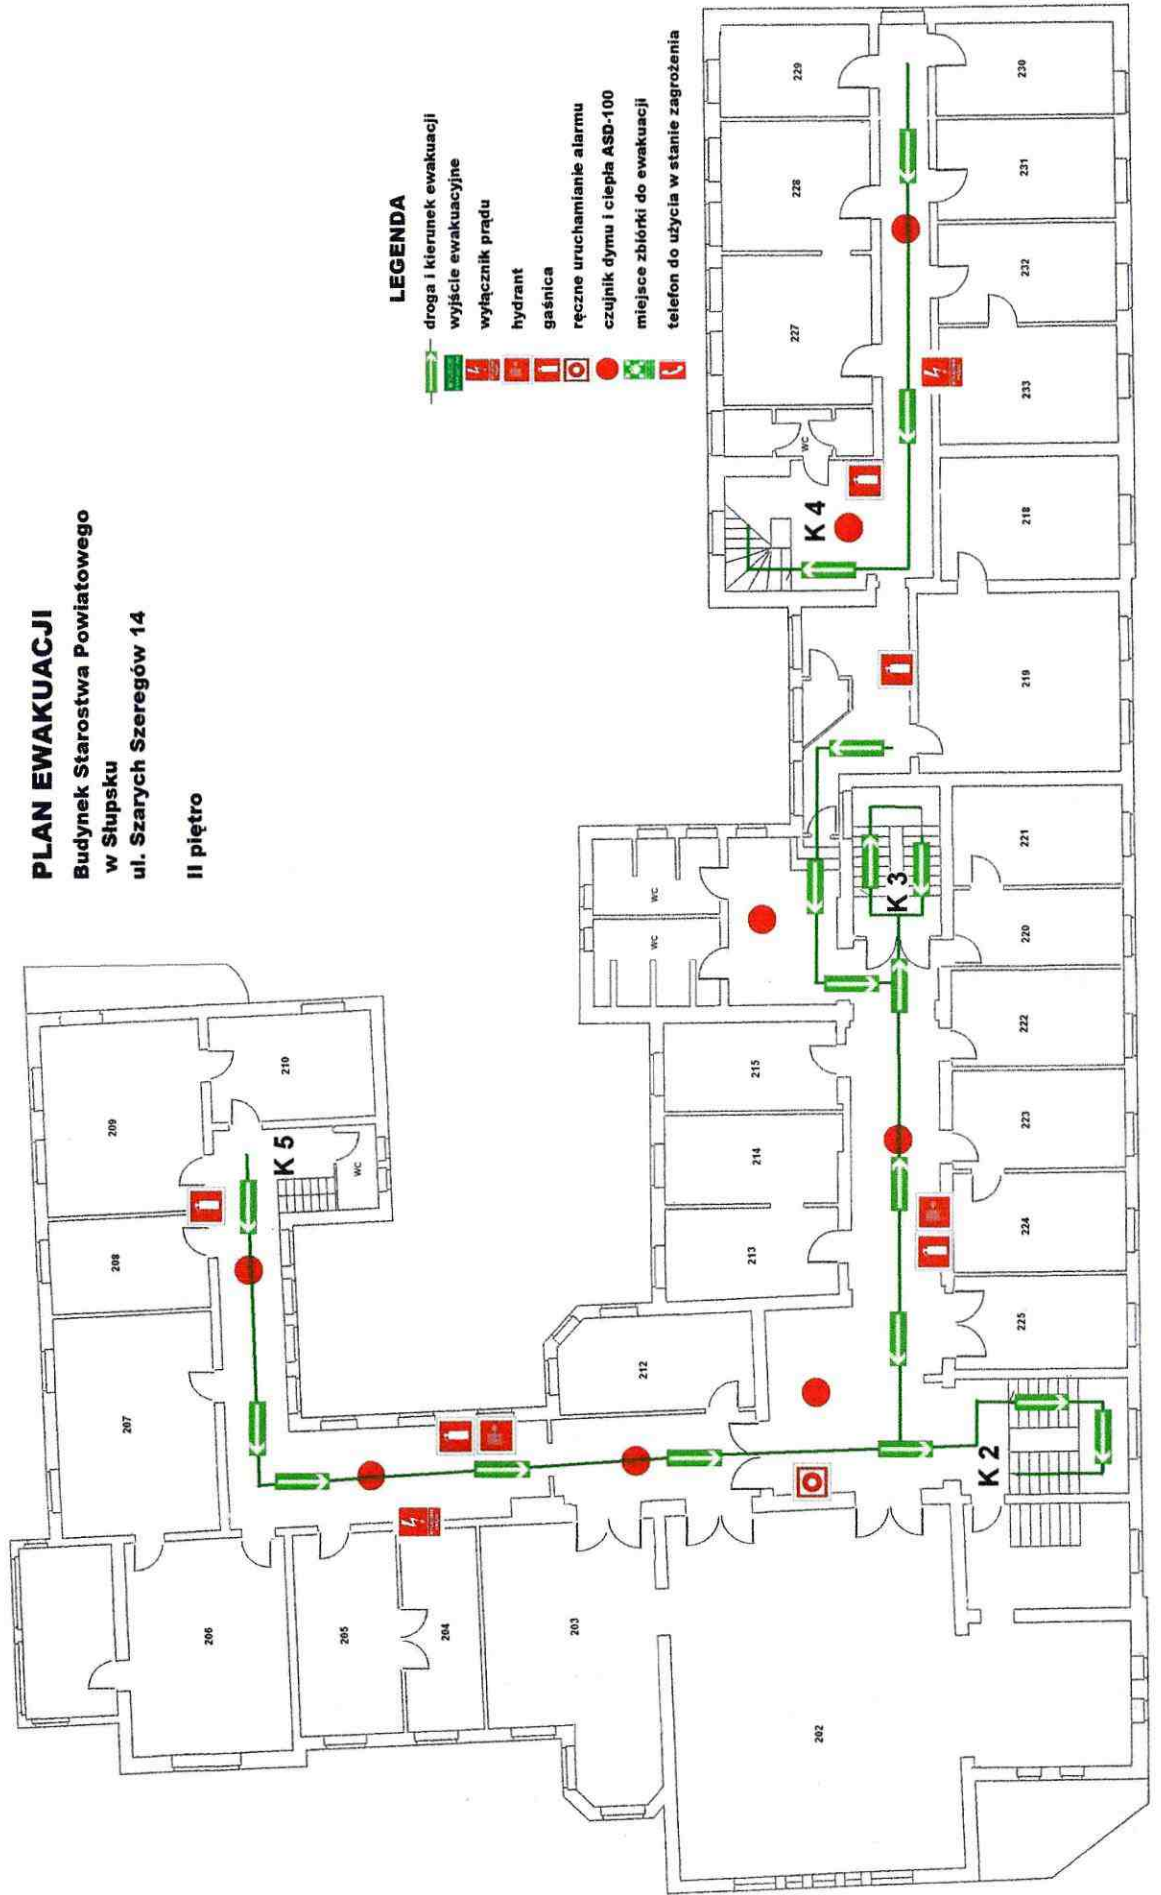 PLAN EWAKUACJI
Budynek Starostwa Powiatowego
w Słupsku
ul. Szarych Szeregów 14
II piętro
LEGENDA
droga i kierunek ewakuacji
wyjście ewakuacyjne
wyłącznik prądu
hydrant
gaśnica
ręczne uruchamianie alarmu
czujnik dymu i ciepła ASD-100
miejsce zbiórki do ewakuacji
telefon do użycia w stanie zagrożenia
209
210
208
K 5
WC
207
206
205
204
203
202
212
213
214
215
WC
WC
K 2
K 3
K 4
WC
225
224
223
222
220
221
219
218
233
232
231
230
227
228
229